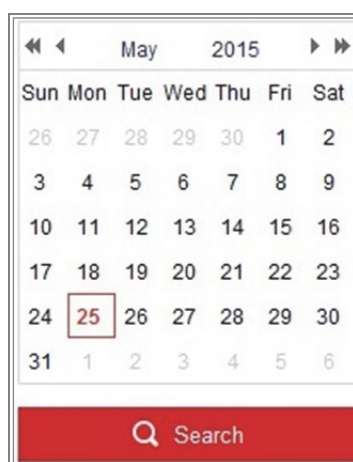 May 2015
Sun Mon Tue Wed Thu Fri Sat
26 27 28 29 30 1 2
3 4 5 6 7 8 9
10 11 12 13 14 15 16
17 18 19 20 21 22 23
24 25 26 27 28 29 30
31 1 2 3 4 5 6
Search